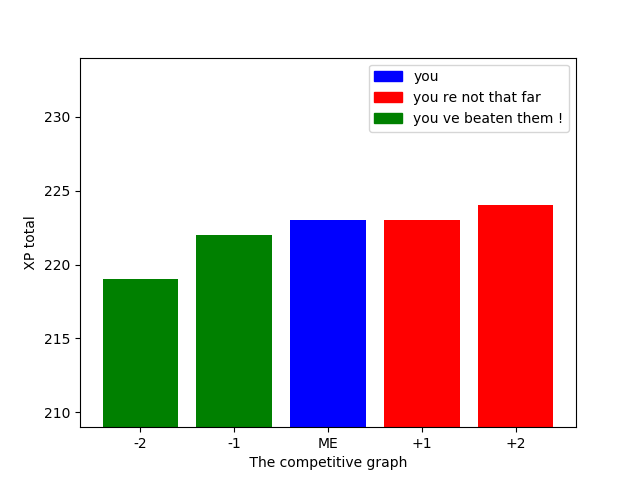 you
you re not that far
you ve beaten them !
230
225
220
215
210
XP total
-2 -1 ME +1 +2
The competitive graph